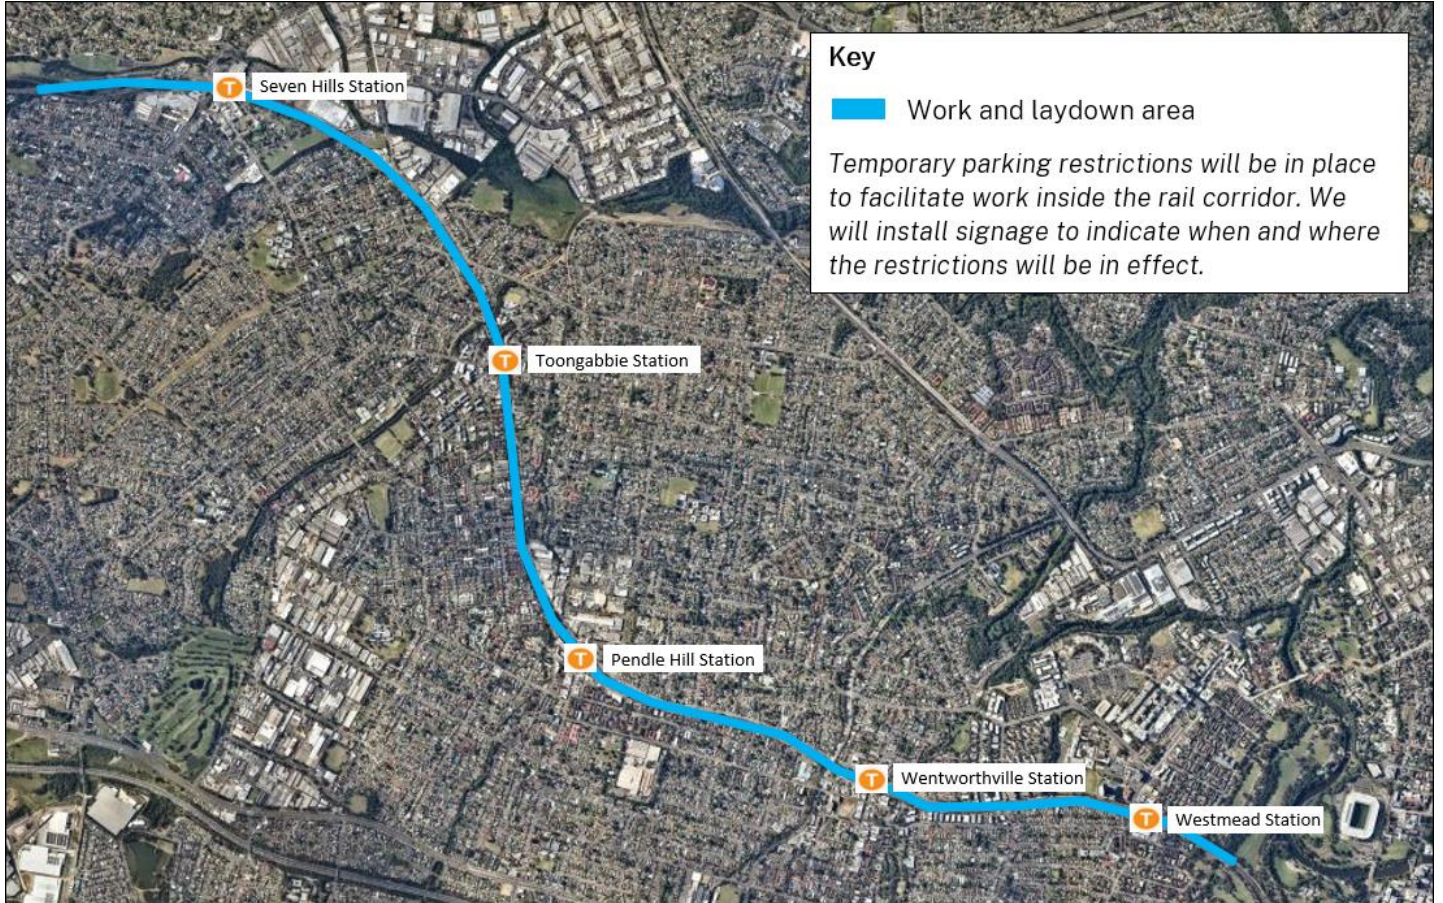 Key
Work and laydown area
Temporary parking restrictions will be in place
to facilitate work inside the rail corridor. We
will install signage to indicate when and where
the restrictions will be in effect.
T Seven Hills Station
T Toongabbie Station
T Pendle Hill Station
T Wentworthville Station
T Westmead Station